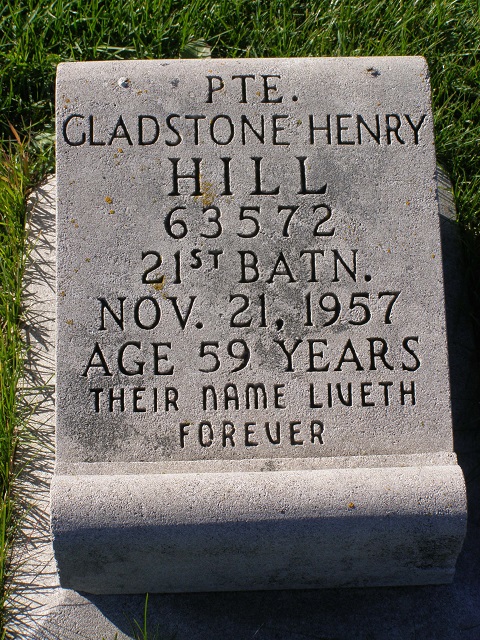 PTE.
GLADSTONE HENRY
HILL
63572
21ST BATN.
NOV. 21, 1957
AGE 59 YEARS
THEIR NAME LIVETH
FOREVER